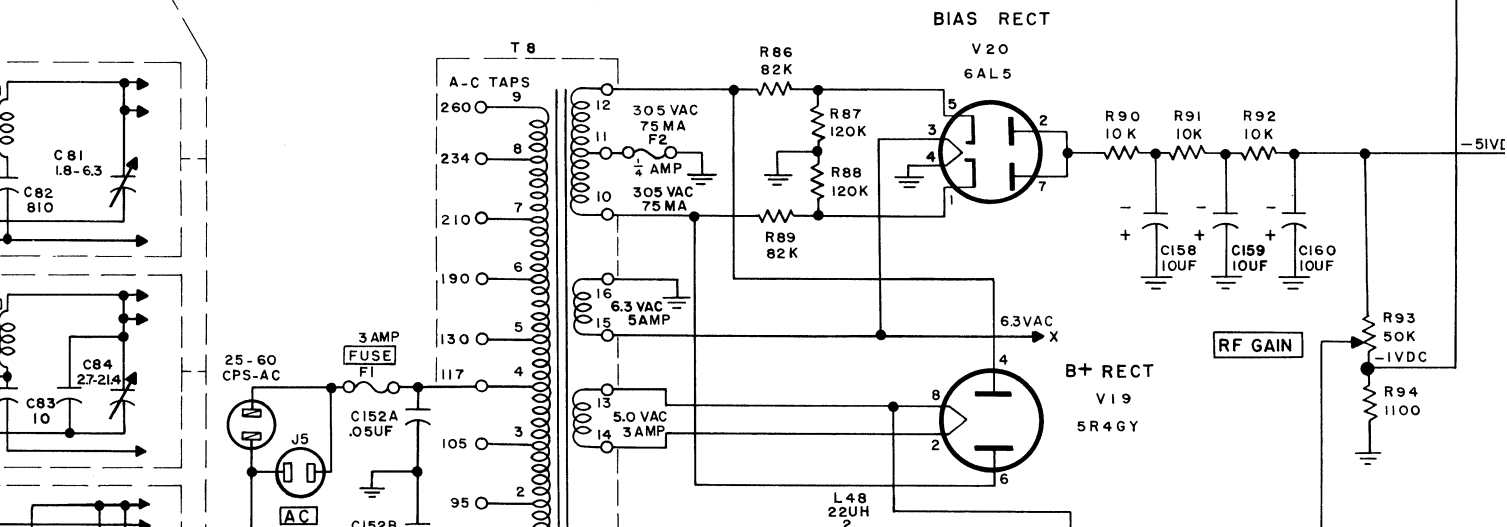 BIAS RECT
V20
6AL5
T 8
A-C TAPS
260
9
234
8
210
7
190
6
130
5
117
4
105
3
95
2
12
305 VAC
75 MA
11
F2
1/4 AMP
305 VAC
75 MA
10
16
6.3 VAC
5 AMP
15
13
5.0 VAC
3 AMP
14
R86
82K
R87
120K
R88
120K
R89
82K
5
3
4
1
2
7
R90
10K
R91
10K
R92
10K
-51VD
-
+
C158
10UF
-
+
C159
10UF
-
+
C160
10UF
6.3VAC
X
RF GAIN
R93
50K
-1VDC
R94
1100
B+ RECT
V19
5R4GY
4
8
2
6
L48
22UH
2
C81
1.8-6.3
C82
810
C84
2.7-21.4
C83
10
25-60
CPS-AC
3 AMP
FUSE
F1
C152A
.05UF
J5
AC
C152B